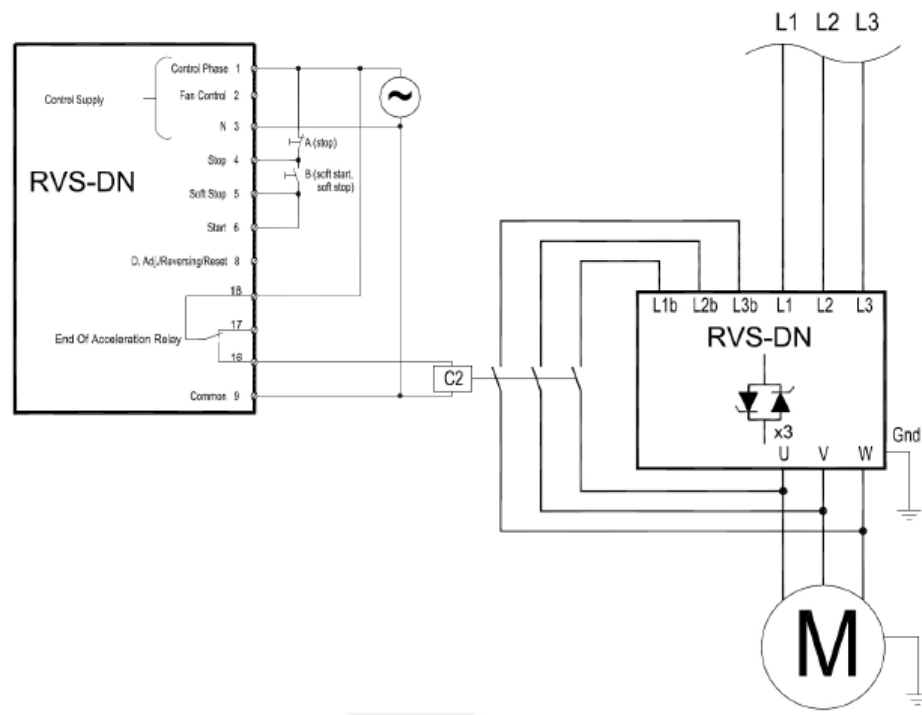 L1 L2 L3
Control Phase 1
Fan Control 2
Control Supply
N 3
A (stop)
Stop 4
B (soft start,
soft stop)
RVS-DN
Soft Stop 5
Start 6
D. Adj./Reversing/Reset 8
18
L1b L2b L3b L1 L2 L3
17
RVS-DN
End Of Acceleration Relay
16
C2
Common 9
x3
Gnd
U V W
M